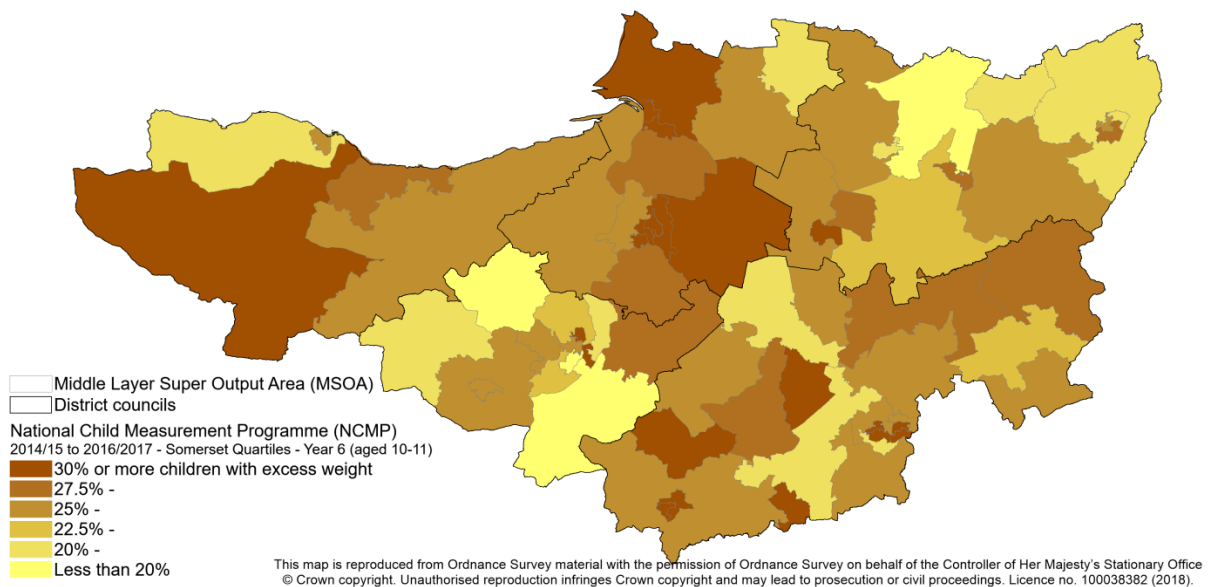 Middle Layer Super Output Area (MSOA)
District councils
National Child Measurement Programme (NCMP)
2014/15 to 2016/2017 - Somerset Quartiles - Year 6 (aged 10-11)
30% or more children with excess weight
27.5% -
25% -
22.5% -
20% -
Less than 20%
This map is reproduced from Ordnance Survey material with the permission of Ordnance Survey on behalf of the Controller of Her Majesty's Stationary Office
© Crown copyright. Unauthorised reproduction infringes Crown copyright and may lead to prosecution or civil proceedings. Licence no. 100038382 (2018).